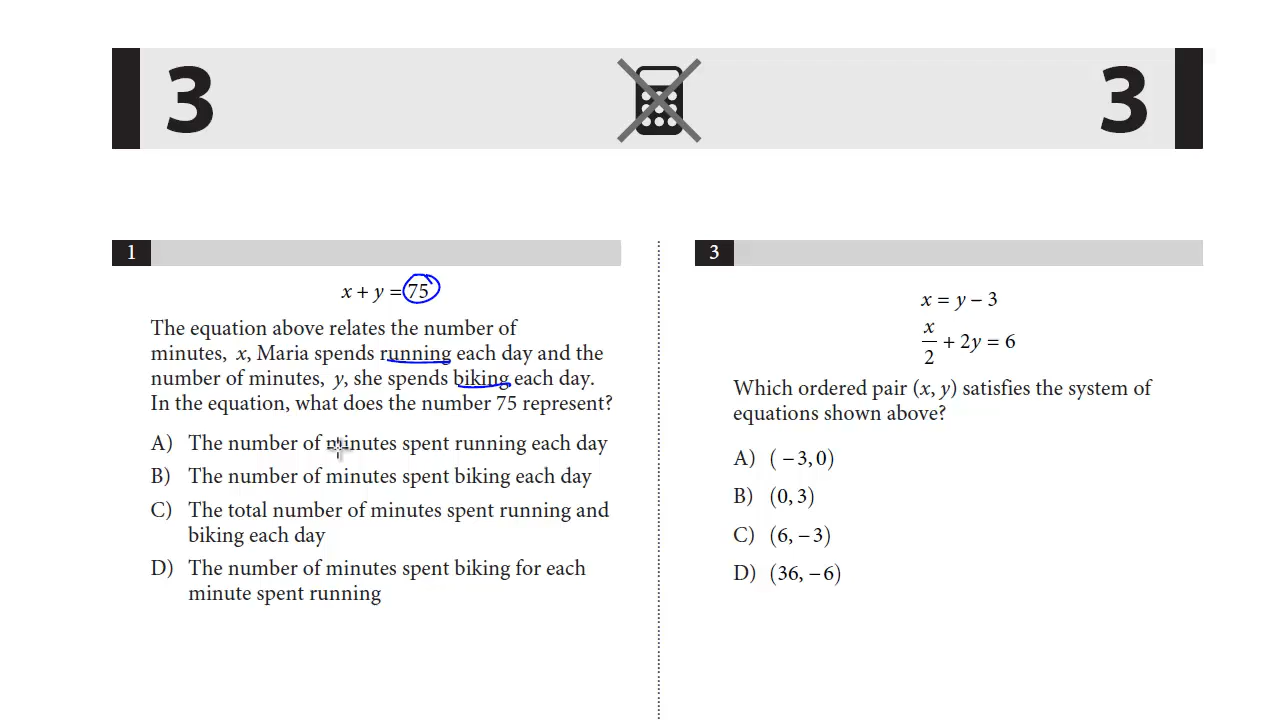 3 3
1
x + y = 75
The equation above relates the number of
minutes, x, Maria spends running each day and the
number of minutes, y, she spends biking each day.
In the equation, what does the number 75 represent?
A) The number of minutes spent running each day
B) The number of minutes spent biking each day
C) The total number of minutes spent running and
biking each day
D) The number of minutes spent biking for each
minute spent running
3
x = y − 3
x/2 + 2y = 6
Which ordered pair (x, y) satisfies the system of
equations shown above?
A) (−3, 0)
B) (0, 3)
C) (6, −3)
D) (36, −6)